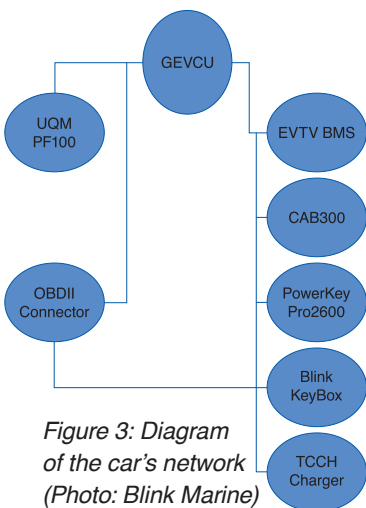 GEVCU
UQM
PF100
EVTV BMS
CAB300
OBDII
Connector
PowerKey
Pro2600
Blink
KeyBox
TCCH
Charger
Figure 3: Diagram
of the car's network
(Photo: Blink Marine)